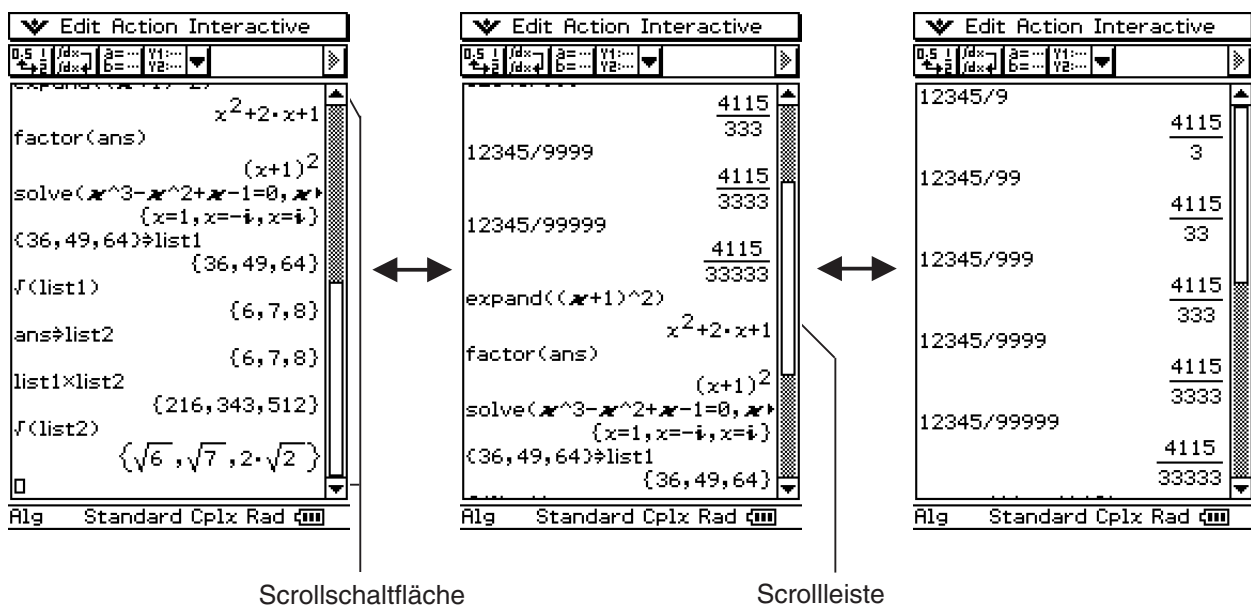 Edit Action Interactive
expand((x+1)^2)
x²+2·x+1
factor(ans)
(x+1)²
solve(x^3-x^2+x-1=0,x
{x=1,x=-i,x=i}
{36,49,64}⇒list1
{36,49,64}
√(list1)
{6,7,8}
ans⇒list2
{6,7,8}
list1×list2
{216,343,512}
√(list2)
{√6,√7,2·√2}
Alg Standard Cplx Rad
Edit Action Interactive
12345/999
4115/333
12345/9999
4115/3333
12345/99999
4115/33333
expand((x+1)^2)
x²+2·x+1
factor(ans)
(x+1)²
solve(x^3-x^2+x-1=0,x
{x=1,x=-i,x=i}
{36,49,64}⇒list1
{36,49,64}
Alg Standard Cplx Rad
Edit Action Interactive
12345/9
4115/3
12345/99
4115/33
12345/999
4115/333
12345/9999
4115/3333
12345/99999
4115/33333
Alg Standard Cplx Rad
Scrollschaltfläche
Scrollleiste